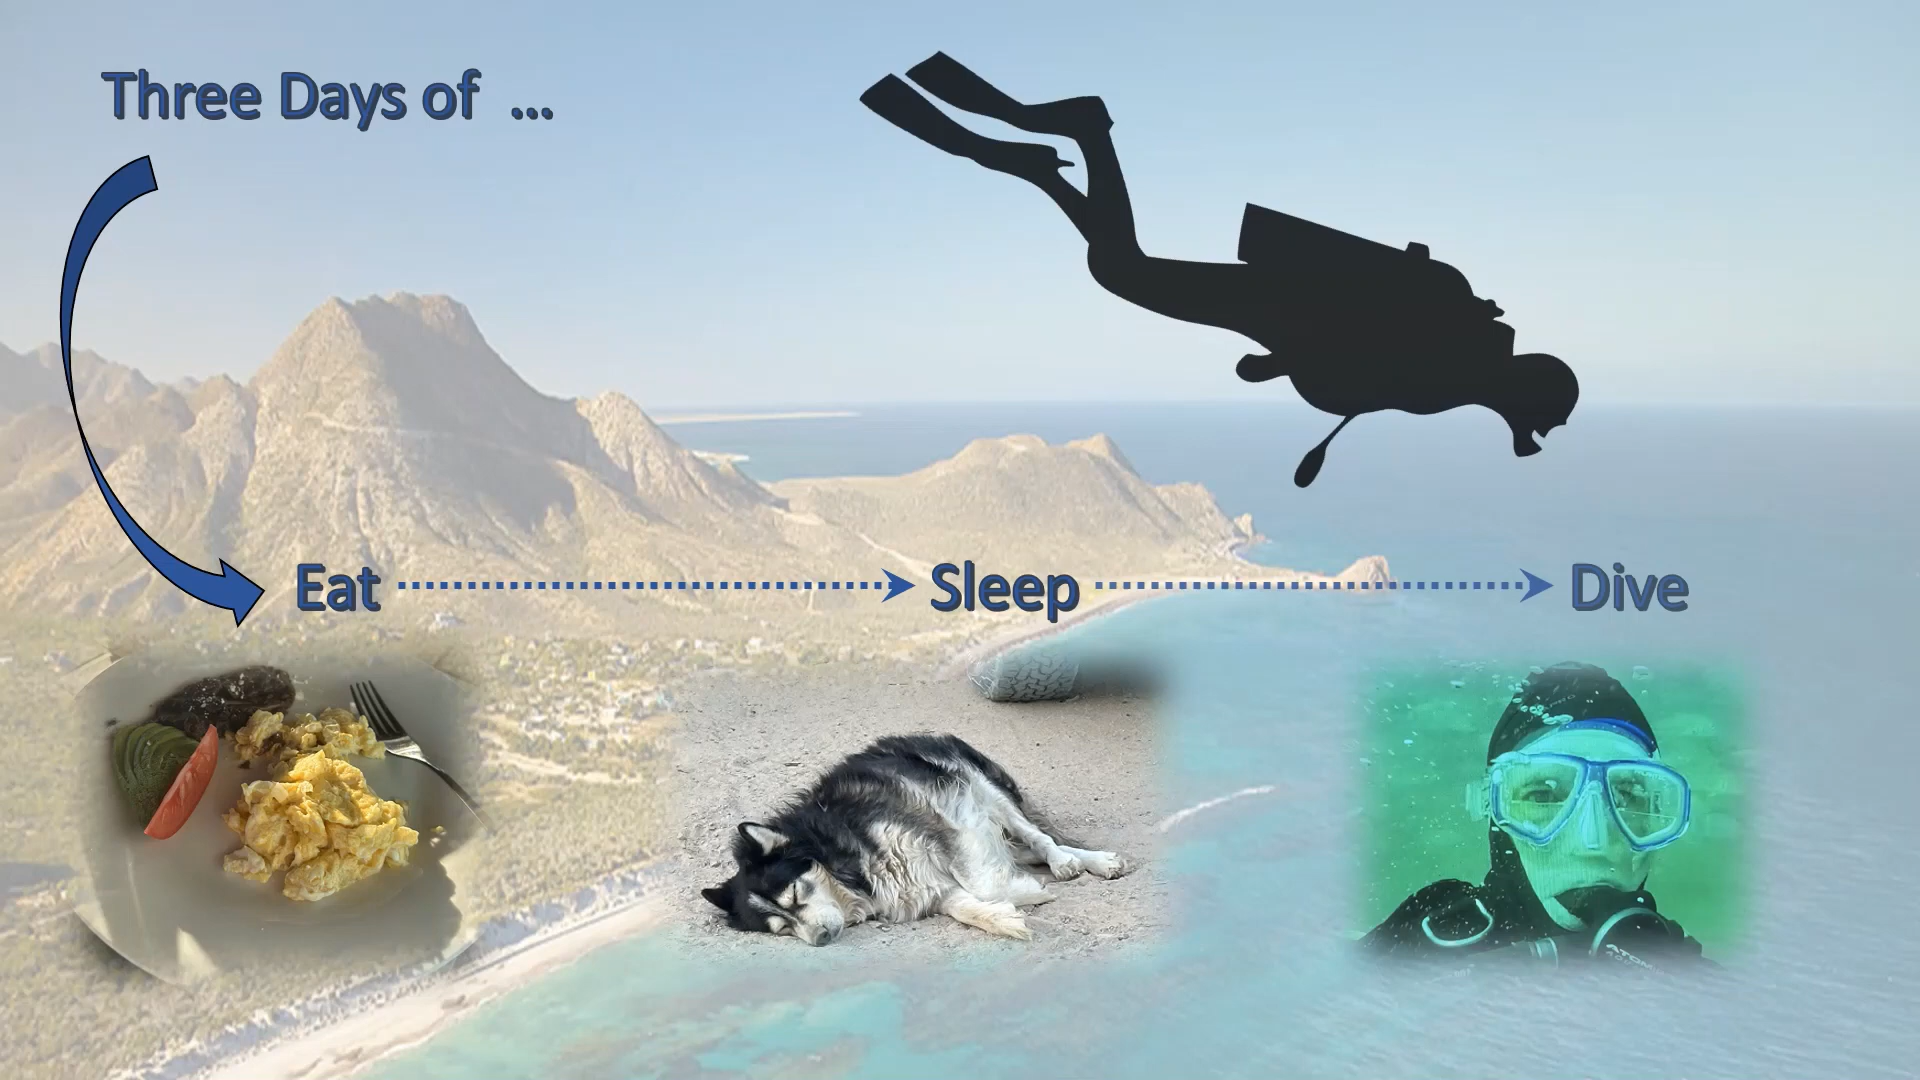 Three Days of ...
Eat
Sleep
Dive